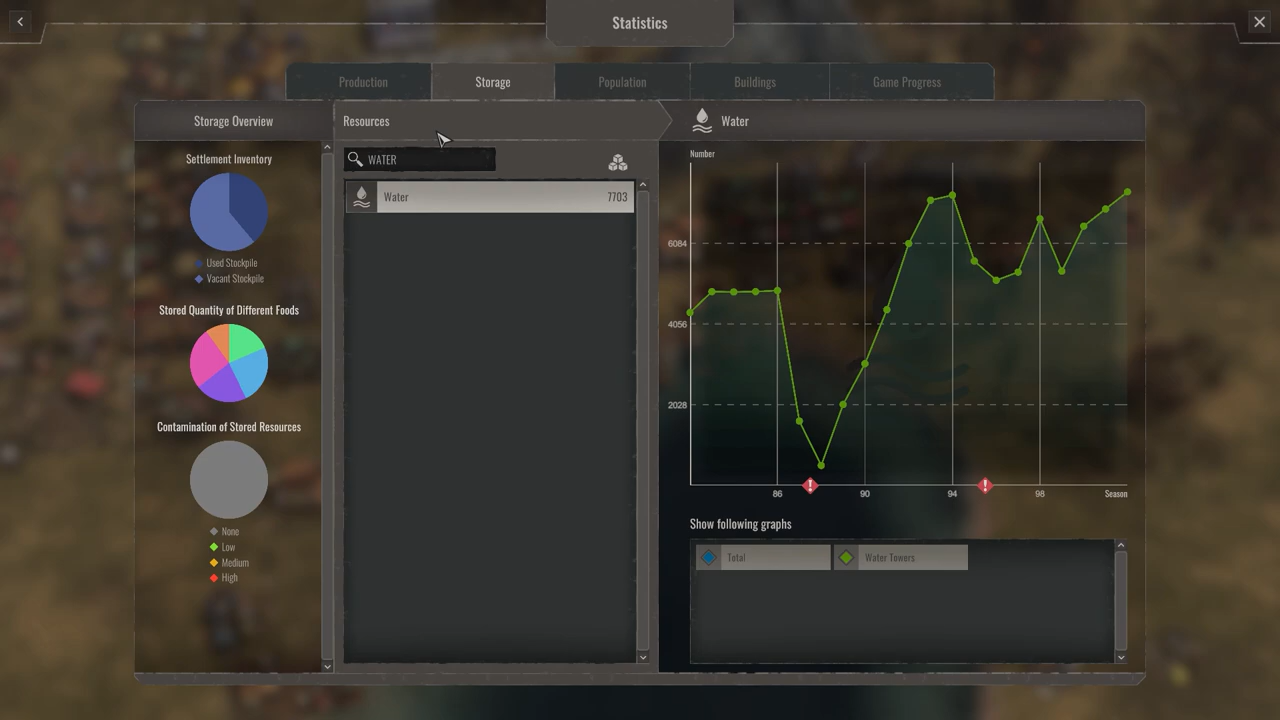 Statistics
Production
Storage
Population
Buildings
Game Progress
Storage Overview
Settlement Inventory
Used Stockpile
Vacant Stockpile
Stored Quantity of Different Foods
Contamination of Stored Resources
None
Low
Medium
High
Resources
WATER
Water 7703
Water
Number
6084
4056
2028
86 90 94 98 Season
Show following graphs
Total
Water Towers